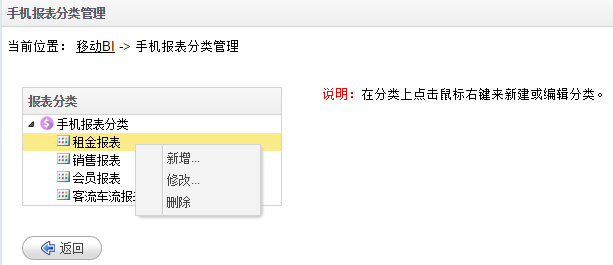 手机报表分类管理
当前位置： 移动BI -> 手机报表分类管理
报表分类
说明：在分类上点击鼠标右键来新建或编辑分类。
手机报表分类
租金报表
销售报表
会员报表
客流车流报
新增...
修改...
删除
返回